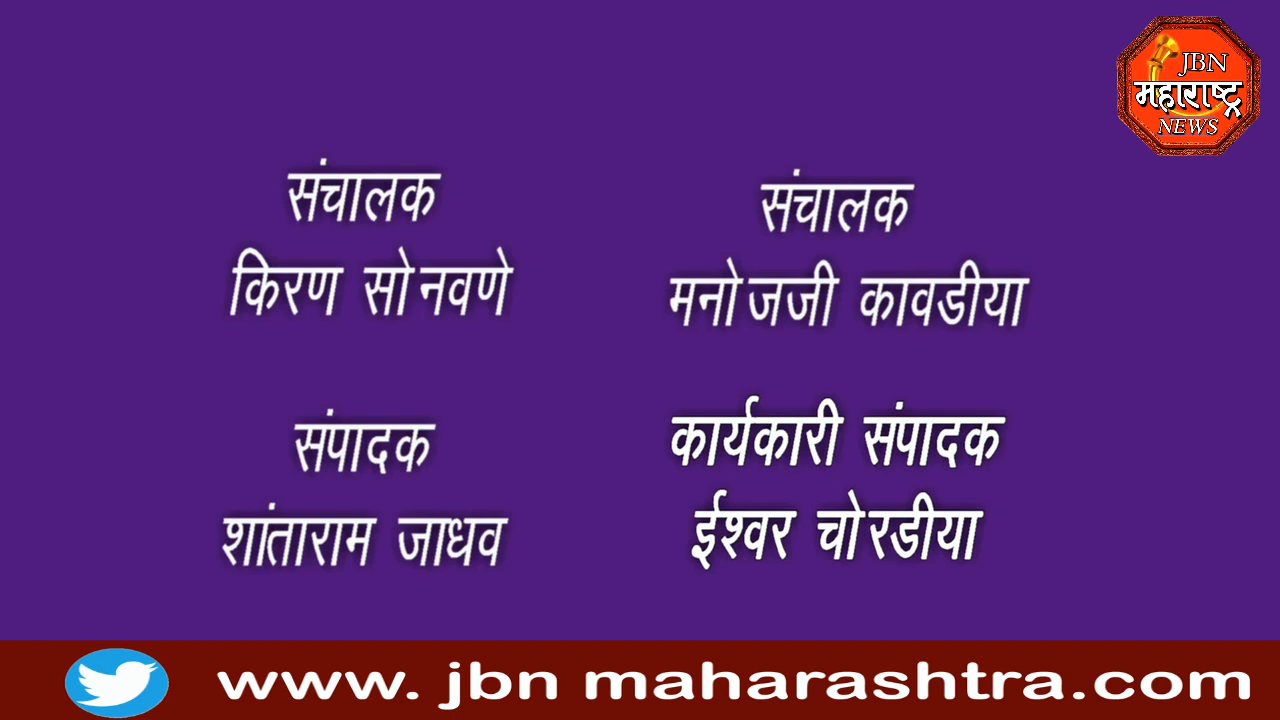 JBN
महाराष्ट्र
NEWS
संचालक
किरण सोनवणे
संचालक
मनोजजी कावडीया
संपादक
शांताराम जाधव
कार्यकारी संपादक
ईश्वर चोरडीया
www. jbn maharashtra.com